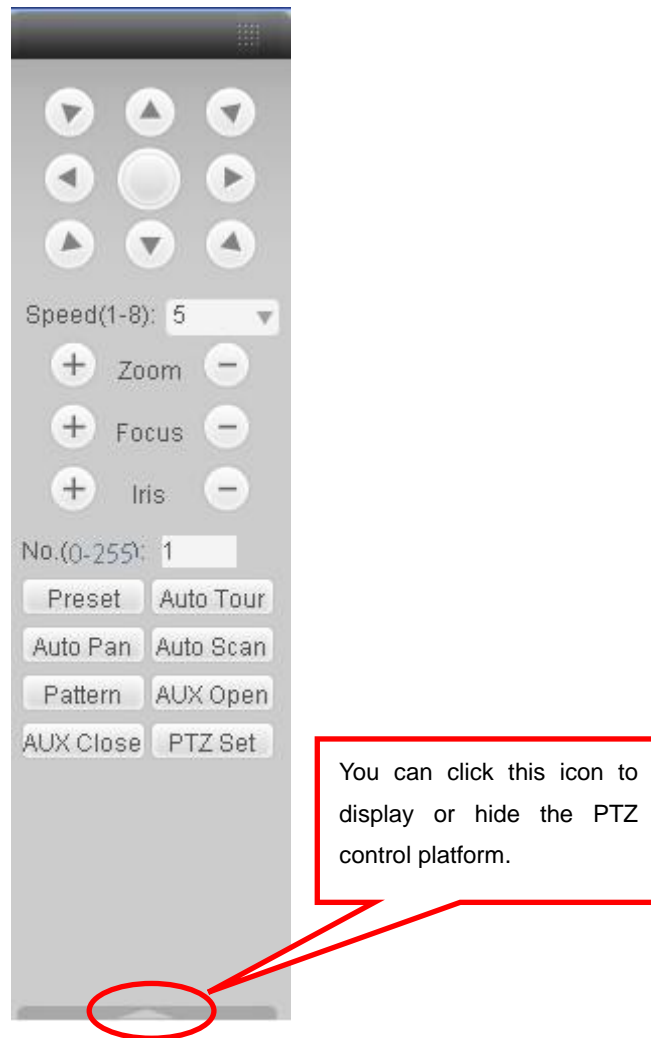 Speed(1-8): 5
+ Zoom −
+ Focus −
+ Iris −
No.(0-255): 1
Preset Auto Tour
Auto Pan Auto Scan
Pattern AUX Open
AUX Close PTZ Set
You can click this icon to
display or hide the PTZ
control platform.